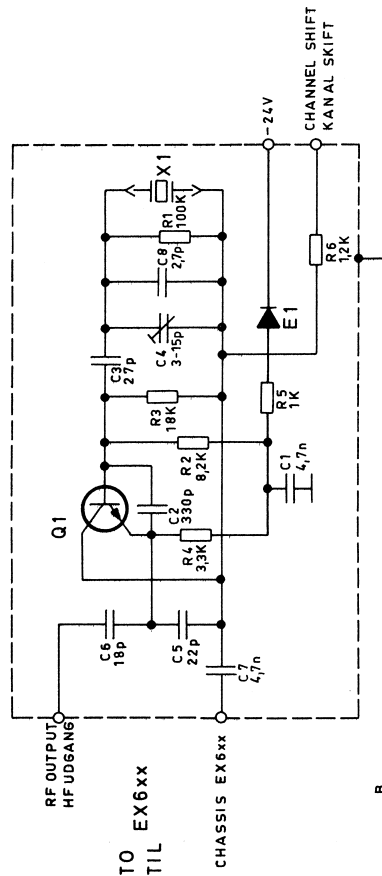 RF OUTPUT
HF UDGANG
TO EX6xx
TIL
CHASSIS EX6xx
C6
18p
C5
22p
C7
4,7n
Q1
C2
330p
R4
3,3K
C3
27p
R3
18K
R2
8,2K
C1
4,7n
C4
3-15p
C8
2,7p
R1
100K
X1
R5
1K
E1
R6
1,2K
-24V
CHANNEL SHIFT
KANAL SKIFT